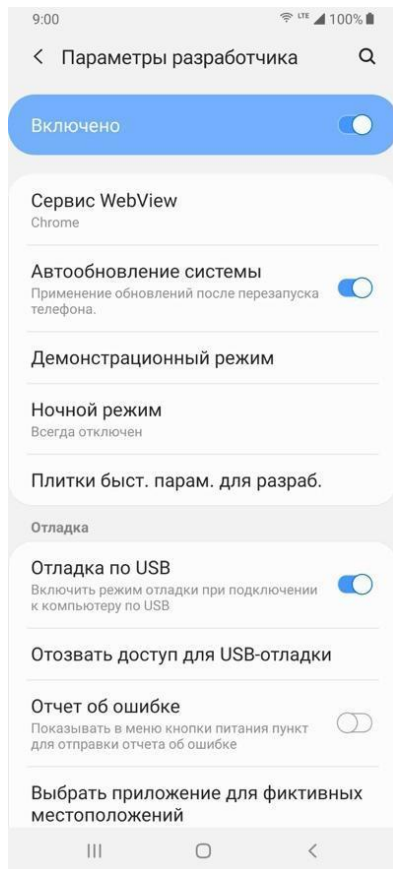 9:00 LTE 100%
Параметры разработчика
Включено
Сервис WebView
Chrome
Автообновление системы
Применение обновлений после перезапуска
телефона.
Демонстрационный режим
Ночной режим
Всегда отключен
Плитки быст. парам. для разраб.
Отладка
Отладка по USB
Включить режим отладки при подключении
к компьютеру по USB
Отозвать доступ для USB-отладки
Отчет об ошибке
Показывать в меню кнопки питания пункт
для отправки отчета об ошибке
Выбрать приложение для фиктивных
местоположений